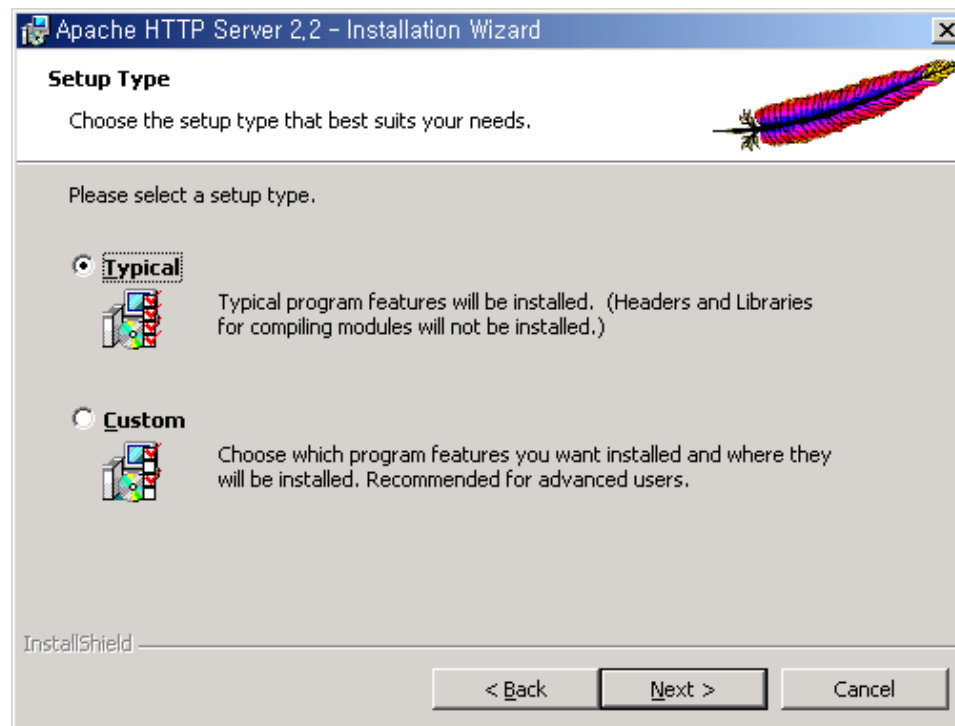 Apache HTTP Server 2,2 - Installation Wizard
Setup Type
Choose the setup type that best suits your needs.
Please select a setup type.
Typical
Typical program features will be installed. (Headers and Libraries
for compiling modules will not be installed.)
Custom
Choose which program features you want installed and where they
will be installed. Recommended for advanced users.
InstallShield
< Back
Next >
Cancel